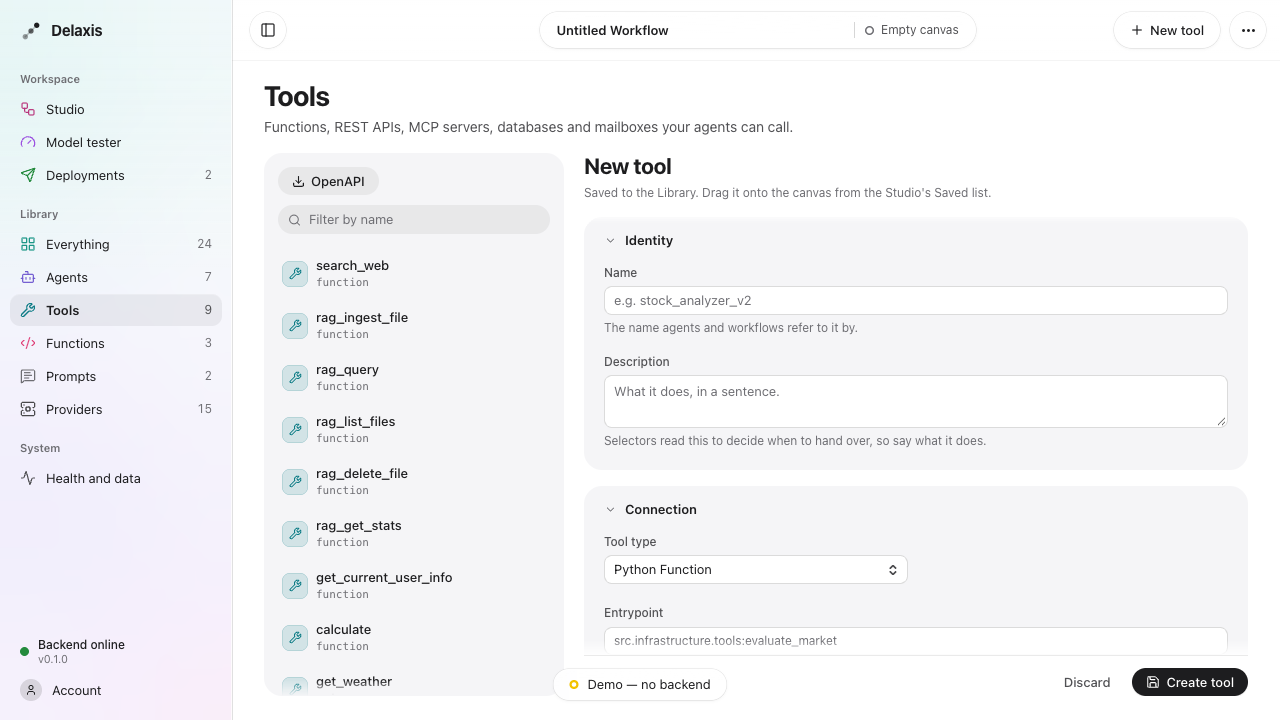 Delaxis
Workspace
Studio
Model tester
Deployments 2
Library
Everything 24
Agents 7
Tools 9
Functions 3
Prompts 2
Providers 15
System
Health and data
Backend online
v0.1.0
Account
Untitled Workflow
Empty canvas
New tool
Tools
Functions, REST APIs, MCP servers, databases and mailboxes your agents can call.
OpenAPI
Filter by name
search_web
function
rag_ingest_file
function
rag_query
function
rag_list_files
function
rag_delete_file
function
rag_get_stats
function
get_current_user_info
function
calculate
function
get_weather
New tool
Saved to the Library. Drag it onto the canvas from the Studio's Saved list.
Identity
Name
e.g. stock_analyzer_v2
The name agents and workflows refer to it by.
Description
What it does, in a sentence.
Selectors read this to decide when to hand over, so say what it does.
Connection
Tool type
Python Function
Entrypoint
src.infrastructure.tools:evaluate_market
Demo — no backend
Discard
Create tool